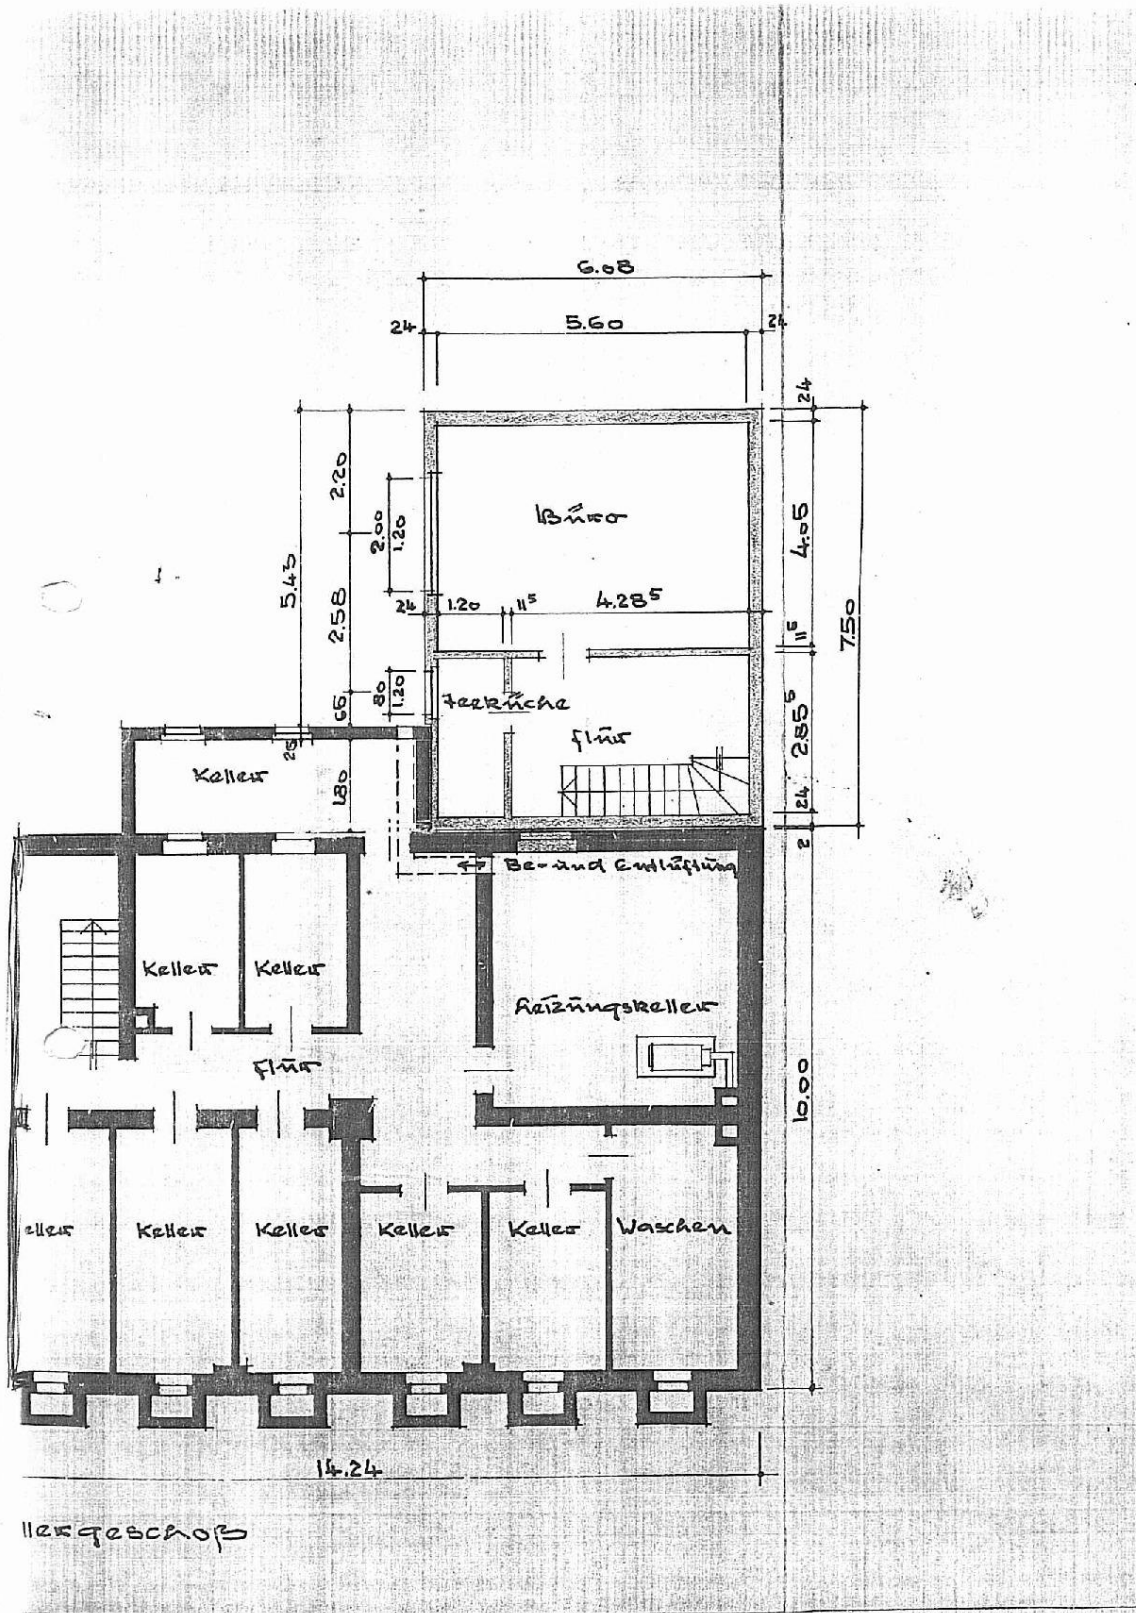 6.08
24
5.60
24
24
2.20
2.00
1.20
Büro
4.05
5.43
2.58
24
1.20
11⁵
4.28⁵
11⁵
7.50
80
1.20
65
Teeküche
Flur
2.85⁵
26
Keller
1.80
24
2
Be- und Entlüftung
Keller
Keller
Heizungskeller
Flur
10.00
eller
Keller
Keller
Keller
Keller
Waschen
14.24
llergeschoß